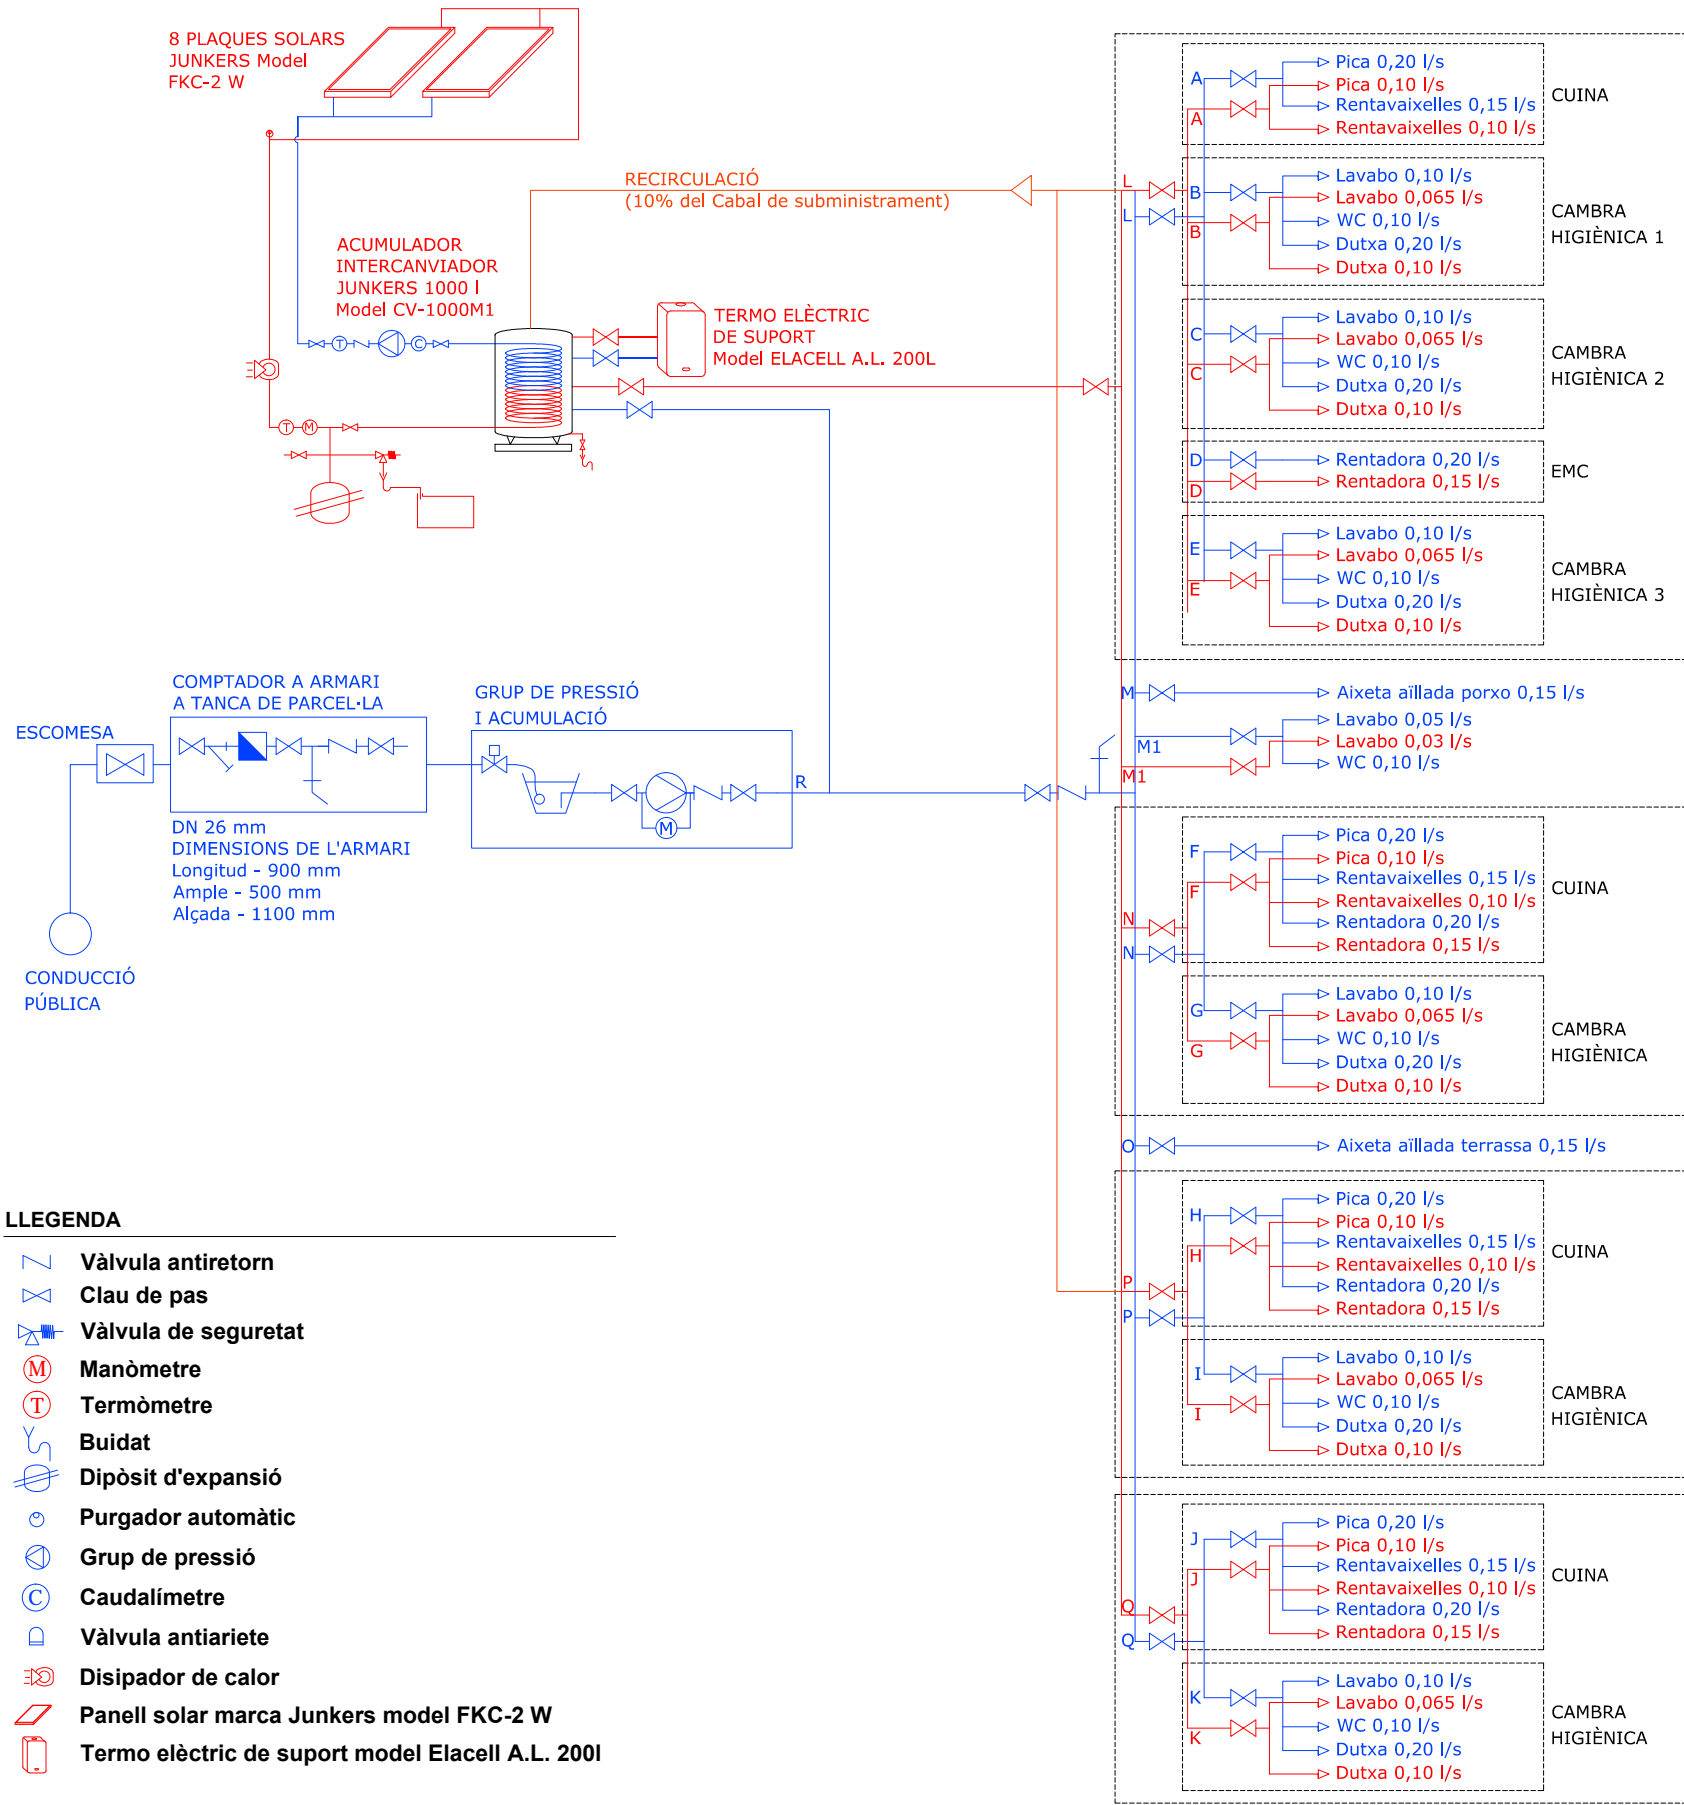 8 PLAQUES SOLARS
JUNKERS Model
FKC-2 W
RECIRCULACIÓ
(10% del Cabal de subministrament)
ACUMULADOR
INTERCANVIADOR
JUNKERS 1000 l
Model CV-1000M1
TERMO ELÈCTRIC
DE SUPORT
Model ELACELL A.L. 200L
T
C
T
M
COMPTADOR A ARMARI
A TANCA DE PARCEL·LA
GRUP DE PRESSIÓ
I ACUMULACIÓ
ESCOMESA
R
M
DN 26 mm
DIMENSIONS DE L'ARMARI
Longitud - 900 mm
Ample - 500 mm
Alçada - 1100 mm
CONDUCCIÓ
PÚBLICA
L
L
A
A
Pica 0,20 l/s
Pica 0,10 l/s
Rentavaixelles 0,15 l/s
Rentavaixelles 0,10 l/s
CUINA
B
B
Lavabo 0,10 l/s
Lavabo 0,065 l/s
WC 0,10 l/s
Dutxa 0,20 l/s
Dutxa 0,10 l/s
CAMBRA
HIGIÈNICA 1
C
C
Lavabo 0,10 l/s
Lavabo 0,065 l/s
WC 0,10 l/s
Dutxa 0,20 l/s
Dutxa 0,10 l/s
CAMBRA
HIGIÈNICA 2
D
D
Rentadora 0,20 l/s
Rentadora 0,15 l/s
EMC
E
E
Lavabo 0,10 l/s
Lavabo 0,065 l/s
WC 0,10 l/s
Dutxa 0,20 l/s
Dutxa 0,10 l/s
CAMBRA
HIGIÈNICA 3
M
Aixeta aïllada porxo 0,15 l/s
M1
M1
Lavabo 0,05 l/s
Lavabo 0,03 l/s
WC 0,10 l/s
N
N
F
F
Pica 0,20 l/s
Pica 0,10 l/s
Rentavaixelles 0,15 l/s
Rentavaixelles 0,10 l/s
Rentadora 0,20 l/s
Rentadora 0,15 l/s
CUINA
G
G
Lavabo 0,10 l/s
Lavabo 0,065 l/s
WC 0,10 l/s
Dutxa 0,20 l/s
Dutxa 0,10 l/s
CAMBRA
HIGIÈNICA
O
Aixeta aïllada terrassa 0,15 l/s
P
P
H
H
Pica 0,20 l/s
Pica 0,10 l/s
Rentavaixelles 0,15 l/s
Rentavaixelles 0,10 l/s
Rentadora 0,20 l/s
Rentadora 0,15 l/s
CUINA
I
I
Lavabo 0,10 l/s
Lavabo 0,065 l/s
WC 0,10 l/s
Dutxa 0,20 l/s
Dutxa 0,10 l/s
CAMBRA
HIGIÈNICA
Q
Q
J
J
Pica 0,20 l/s
Pica 0,10 l/s
Rentavaixelles 0,15 l/s
Rentavaixelles 0,10 l/s
Rentadora 0,20 l/s
Rentadora 0,15 l/s
CUINA
K
K
Lavabo 0,10 l/s
Lavabo 0,065 l/s
WC 0,10 l/s
Dutxa 0,20 l/s
Dutxa 0,10 l/s
CAMBRA
HIGIÈNICA
LLEGENDA
Vàlvula antiretorn
Clau de pas
Vàlvula de seguretat
M Manòmetre
T Termòmetre
Buidat
Dipòsit d'expansió
Purgador automàtic
Grup de pressió
C Caudalímetre
Vàlvula antiariete
Disipador de calor
Panell solar marca Junkers model FKC-2 W
Termo elèctric de suport model Elacell A.L. 200l